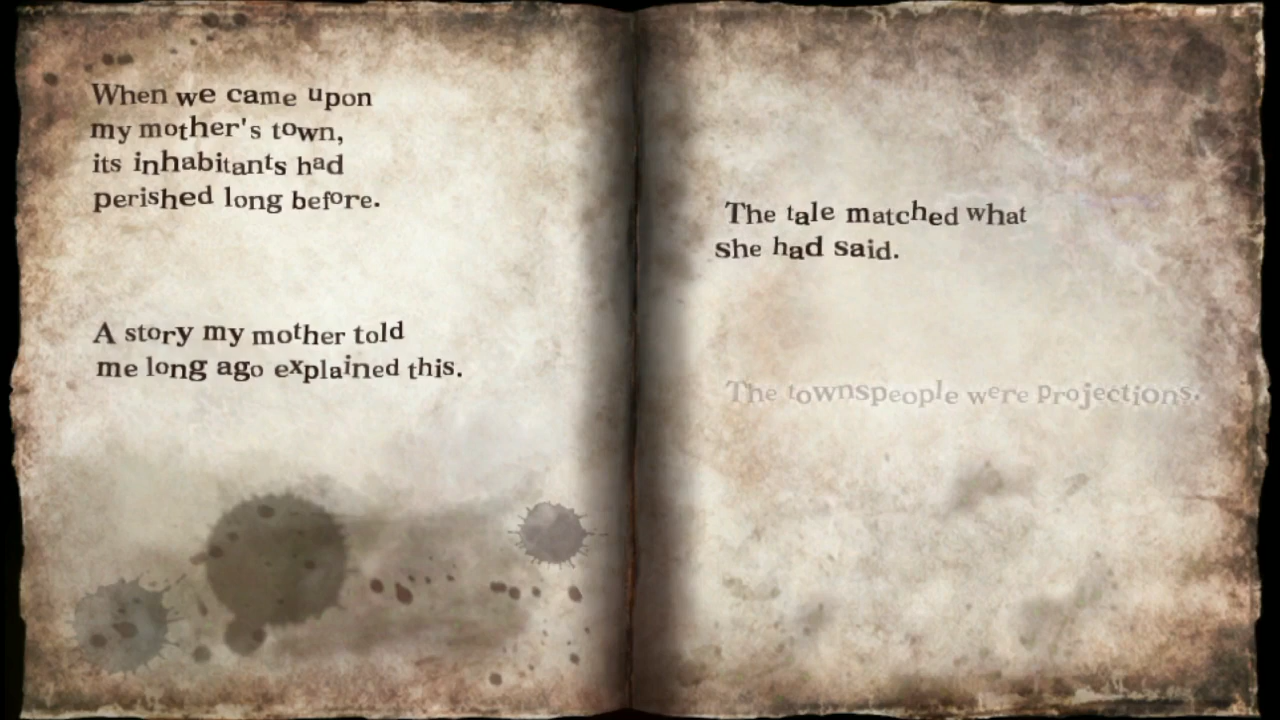 When we came upon
my mother's town,
its inhabitants had
perished long before.
A story my mother told
me long ago explained this.
The tale matched what
she had said.
The townspeople were projections.